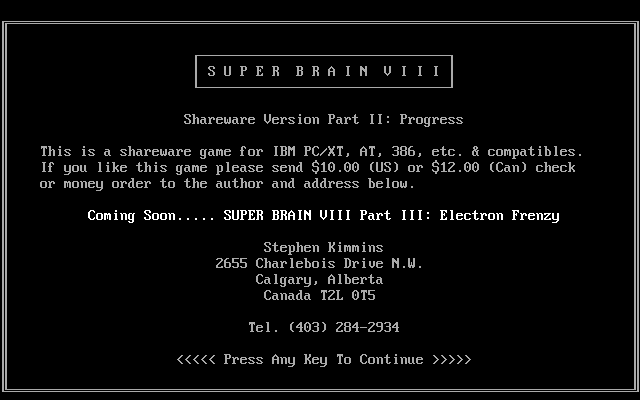 SUPER BRAIN VIII
Shareware Version Part II: Progress
This is a shareware game for IBM PC/XT, AT, 386, etc. & compatibles.
If you like this game please send $10.00 (US) or $12.00 (Can) check
or money order to the author and address below.
Coming Soon..... SUPER BRAIN VIII Part III: Electron Frenzy
Stephen Kimmins
2655 Charlebois Drive N.W.
Calgary, Alberta
Canada T2L 0T5
Tel. (403) 284-2934
<<<<< Press Any Key To Continue >>>>>